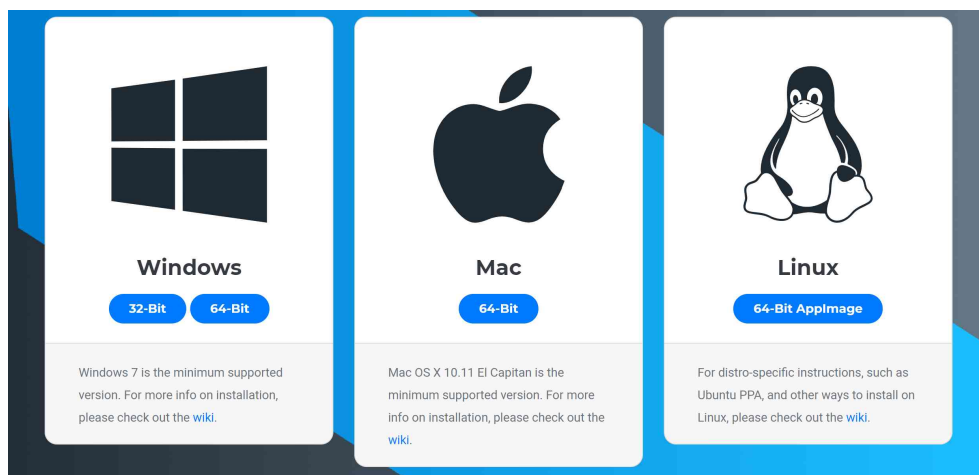 Windows
32-Bit 64-Bit
Windows 7 is the minimum supported
version. For more info on installation,
please check out the wiki.
Mac
64-Bit
Mac OS X 10.11 El Capitan is the
minimum supported version. For more
info on installation, please check out the
wiki.
Linux
64-Bit AppImage
For distro-specific instructions, such as
Ubuntu PPA, and other ways to install on
Linux, please check out the wiki.